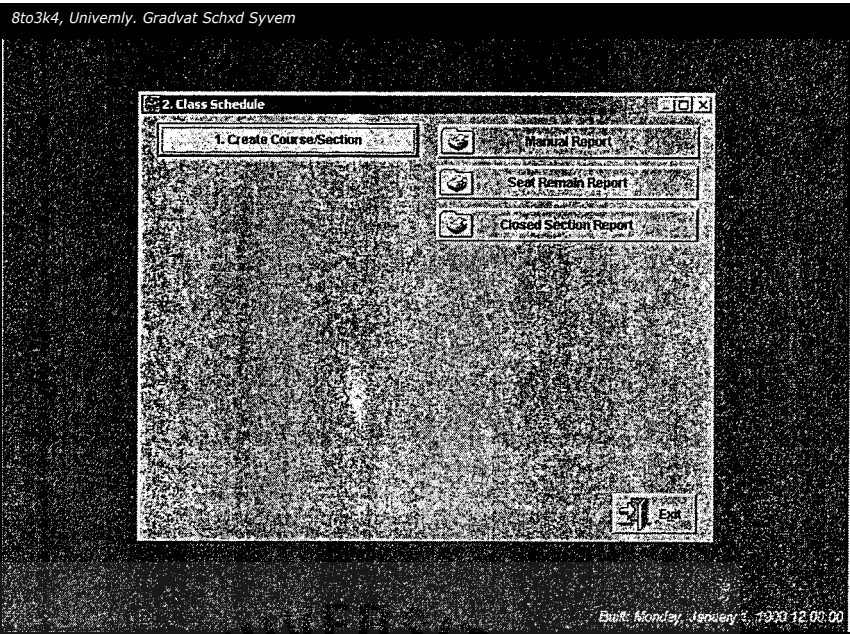 8to3k4, Univemly. Gradvat Schxd Syvem
2. Class Schedule
1. Create Course/Section
Manual Report
Seat Remain Report
Closed Section Report
Exit
Built: Monday, January 1, 1900 12:00:00